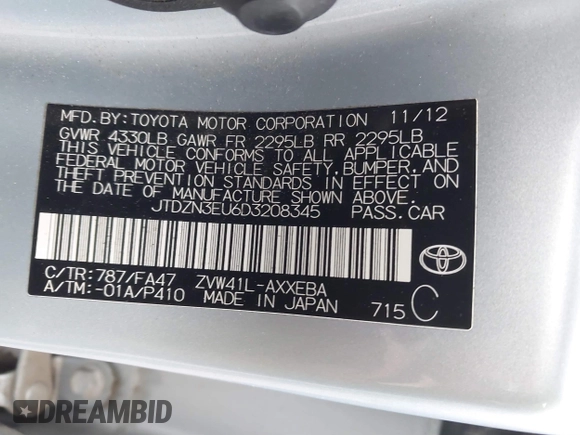 MFD.BY:TOYOTA MOTOR CORPORATION 11/12
GVWR 4330LB GAWR FR 2295LB RR 2295LB
THIS VEHICLE CONFORMS TO ALL APPLICABLE
FEDERAL MOTOR VEHICLE SAFETY, BUMPER, AND
THEFT PREVENTION STANDARDS IN EFFECT ON
THE DATE OF MANUFACTURE SHOWN ABOVE.
JTDZN3EU6D3208345 PASS.CAR
C/TR:787/FA47 ZVW41L-AXXEBA
A/TM:-01A/P410 MADE IN JAPAN 715 C
DREAMBID